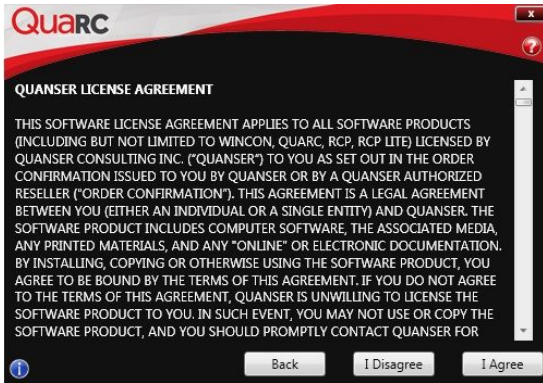 QUARC
x
?
QUANSER LICENSE AGREEMENT
THIS SOFTWARE LICENSE AGREEMENT APPLIES TO ALL SOFTWARE PRODUCTS
(INCLUDING BUT NOT LIMITED TO WINCON, QUARC, RCP, RCP LITE) LICENSED BY
QUANSER CONSULTING INC. ("QUANSER") TO YOU AS SET OUT IN THE ORDER
CONFIRMATION ISSUED TO YOU BY QUANSER OR BY A QUANSER AUTHORIZED
RESELLER ("ORDER CONFIRMATION"). THIS AGREEMENT IS A LEGAL AGREEMENT
BETWEEN YOU (EITHER AN INDIVIDUAL OR A SINGLE ENTITY) AND QUANSER. THE
SOFTWARE PRODUCT INCLUDES COMPUTER SOFTWARE, THE ASSOCIATED MEDIA,
ANY PRINTED MATERIALS, AND ANY "ONLINE" OR ELECTRONIC DOCUMENTATION.
BY INSTALLING, COPYING OR OTHERWISE USING THE SOFTWARE PRODUCT, YOU
AGREE TO BE BOUND BY THE TERMS OF THIS AGREEMENT. IF YOU DO NOT AGREE
TO THE TERMS OF THIS AGREEMENT, QUANSER IS UNWILLING TO LICENSE THE
SOFTWARE PRODUCT TO YOU. IN SUCH EVENT, YOU MAY NOT USE OR COPY THE
SOFTWARE PRODUCT, AND YOU SHOULD PROMPTLY CONTACT QUANSER FOR
i
Back
I Disagree
I Agree